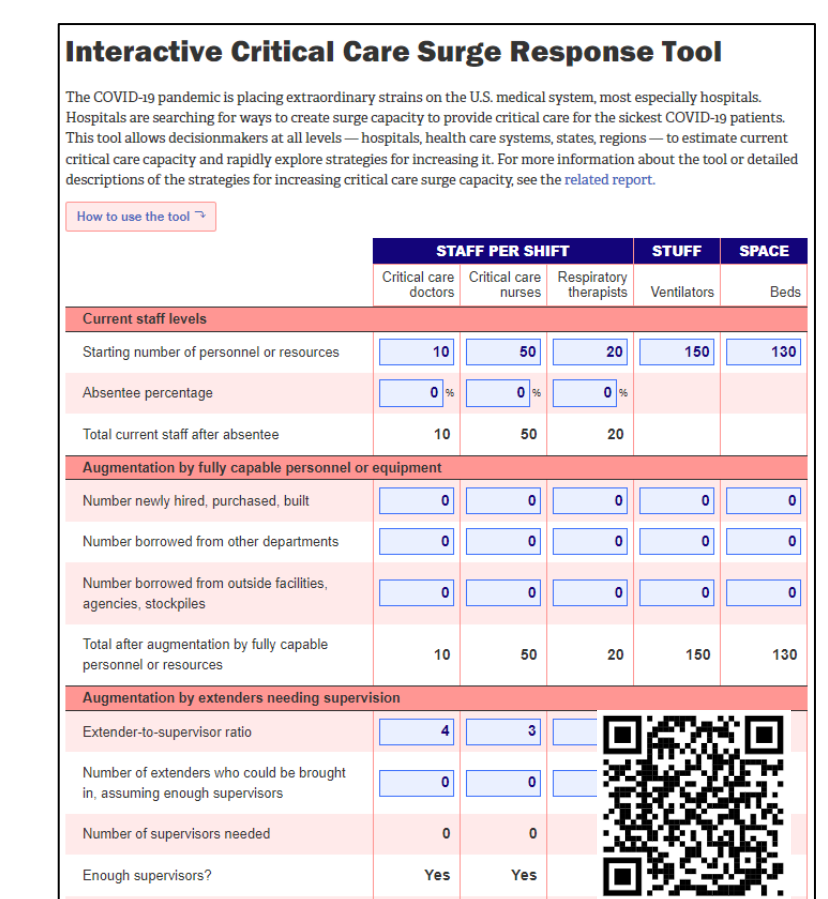 Interactive Critical Care Surge Response Tool
The COVID-19 pandemic is placing extraordinary strains on the U.S. medical system, most especially hospitals.
Hospitals are searching for ways to create surge capacity to provide critical care for the sickest COVID-19 patients.
This tool allows decisionmakers at all levels — hospitals, health care systems, states, regions — to estimate current
critical care capacity and rapidly explore strategies for increasing it. For more information about the tool or detailed
descriptions of the strategies for increasing critical care surge capacity, see the related report.
How to use the tool
STAFF PER SHIFT STUFF SPACE
Critical care doctors Critical care nurses Respiratory therapists Ventilators Beds
Current staff levels
Starting number of personnel or resources 10 50 20 150 130
Absentee percentage 0 % 0 % 0 %
Total current staff after absentee 10 50 20
Augmentation by fully capable personnel or equipment
Number newly hired, purchased, built 0 0 0 0 0
Number borrowed from other departments 0 0 0 0 0
Number borrowed from outside facilities,
agencies, stockpiles 0 0 0 0 0
Total after augmentation by fully capable
personnel or resources 10 50 20 150 130
Augmentation by extenders needing supervision
Extender-to-supervisor ratio 4 3
Number of extenders who could be brought
in, assuming enough supervisors 0 0
Number of supervisors needed 0 0
Enough supervisors? Yes Yes